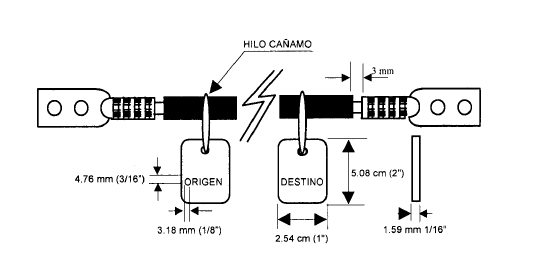 HILO CAÑAMO
3 mm
4.76 mm (3/16")
ORIGEN
DESTINO
5.08 cm (2")
3.18 mm (1/8")
2.54 cm (1")
1.59 mm 1/16"